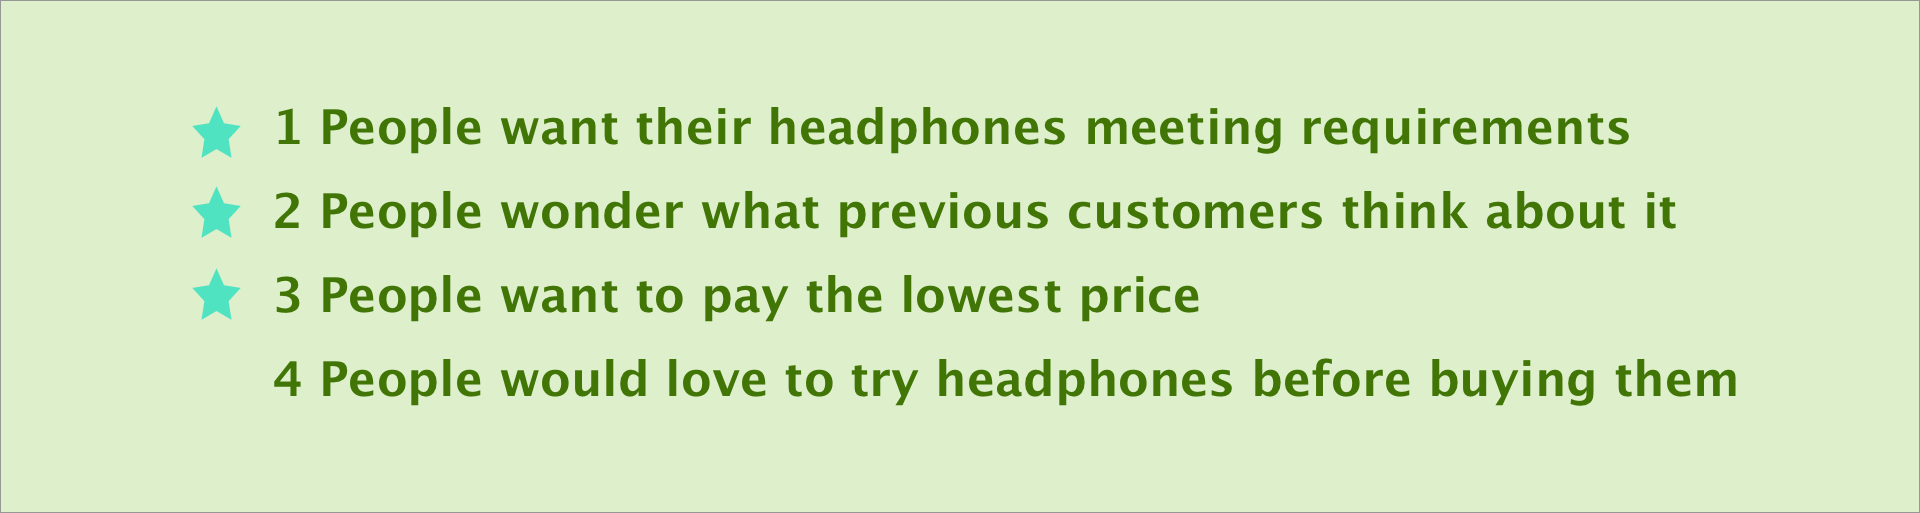 1 People want their headphones meeting requirements
2 People wonder what previous customers think about it
3 People want to pay the lowest price
4 People would love to try headphones before buying them